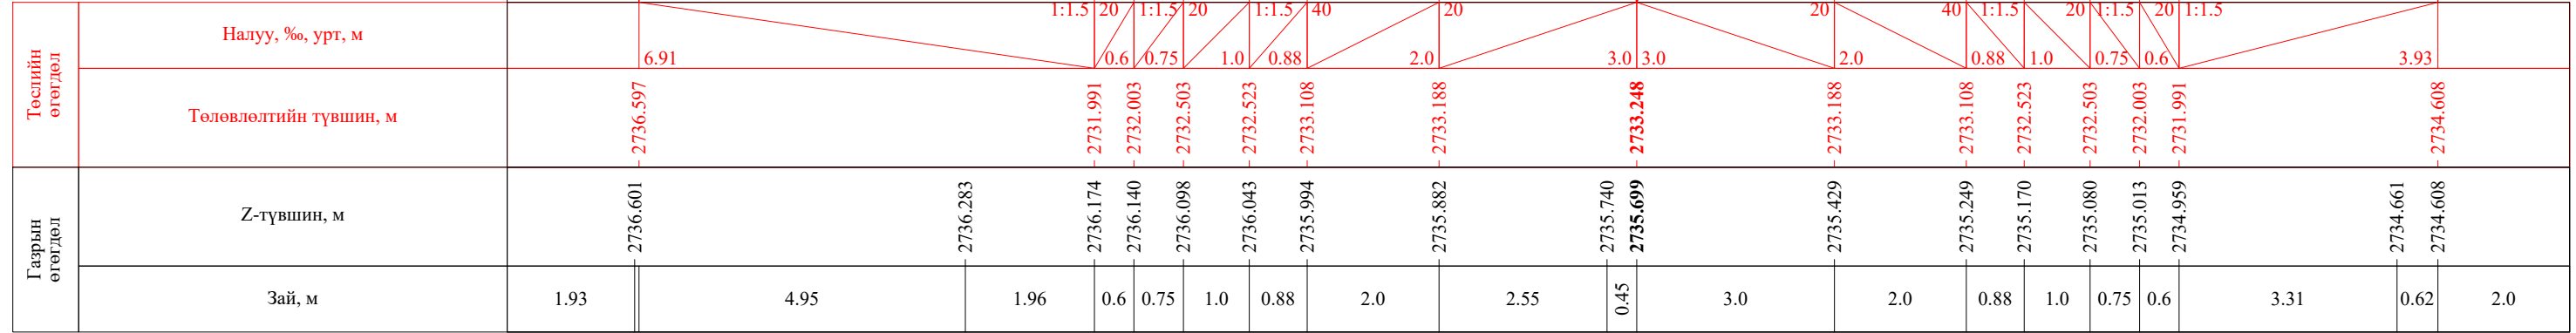 Төслийн
өгөгдөл
Налуу, ‰, урт, м
1:1.5 20 1:1.5 20 1:1.5 40 20 20 40 1:1.5 20 1:1.5 20 1:1.5
6.91 0.6 0.75 1.0 0.88 2.0 3.0 3.0 2.0 0.88 1.0 0.75 0.6 3.93
Төлөвлөлтийн түвшин, м
2736.597 2731.991 2732.003 2732.503 2732.523 2733.108 2733.188 2733.248 2733.188 2733.108 2732.523 2732.503 2732.003 2731.991 2734.608
Газрын
өгөгдөл
Z-түвшин, м
2736.601 2736.283 2736.174 2736.140 2736.098 2736.043 2735.994 2735.882 2735.740 2735.699 2735.429 2735.249 2735.170 2735.080 2735.013 2734.959 2734.661 2734.608
Зай, м
1.93 4.95 1.96 0.6 0.75 1.0 0.88 2.0 2.55 0.45 3.0 2.0 0.88 1.0 0.75 0.6 3.31 0.62 2.0